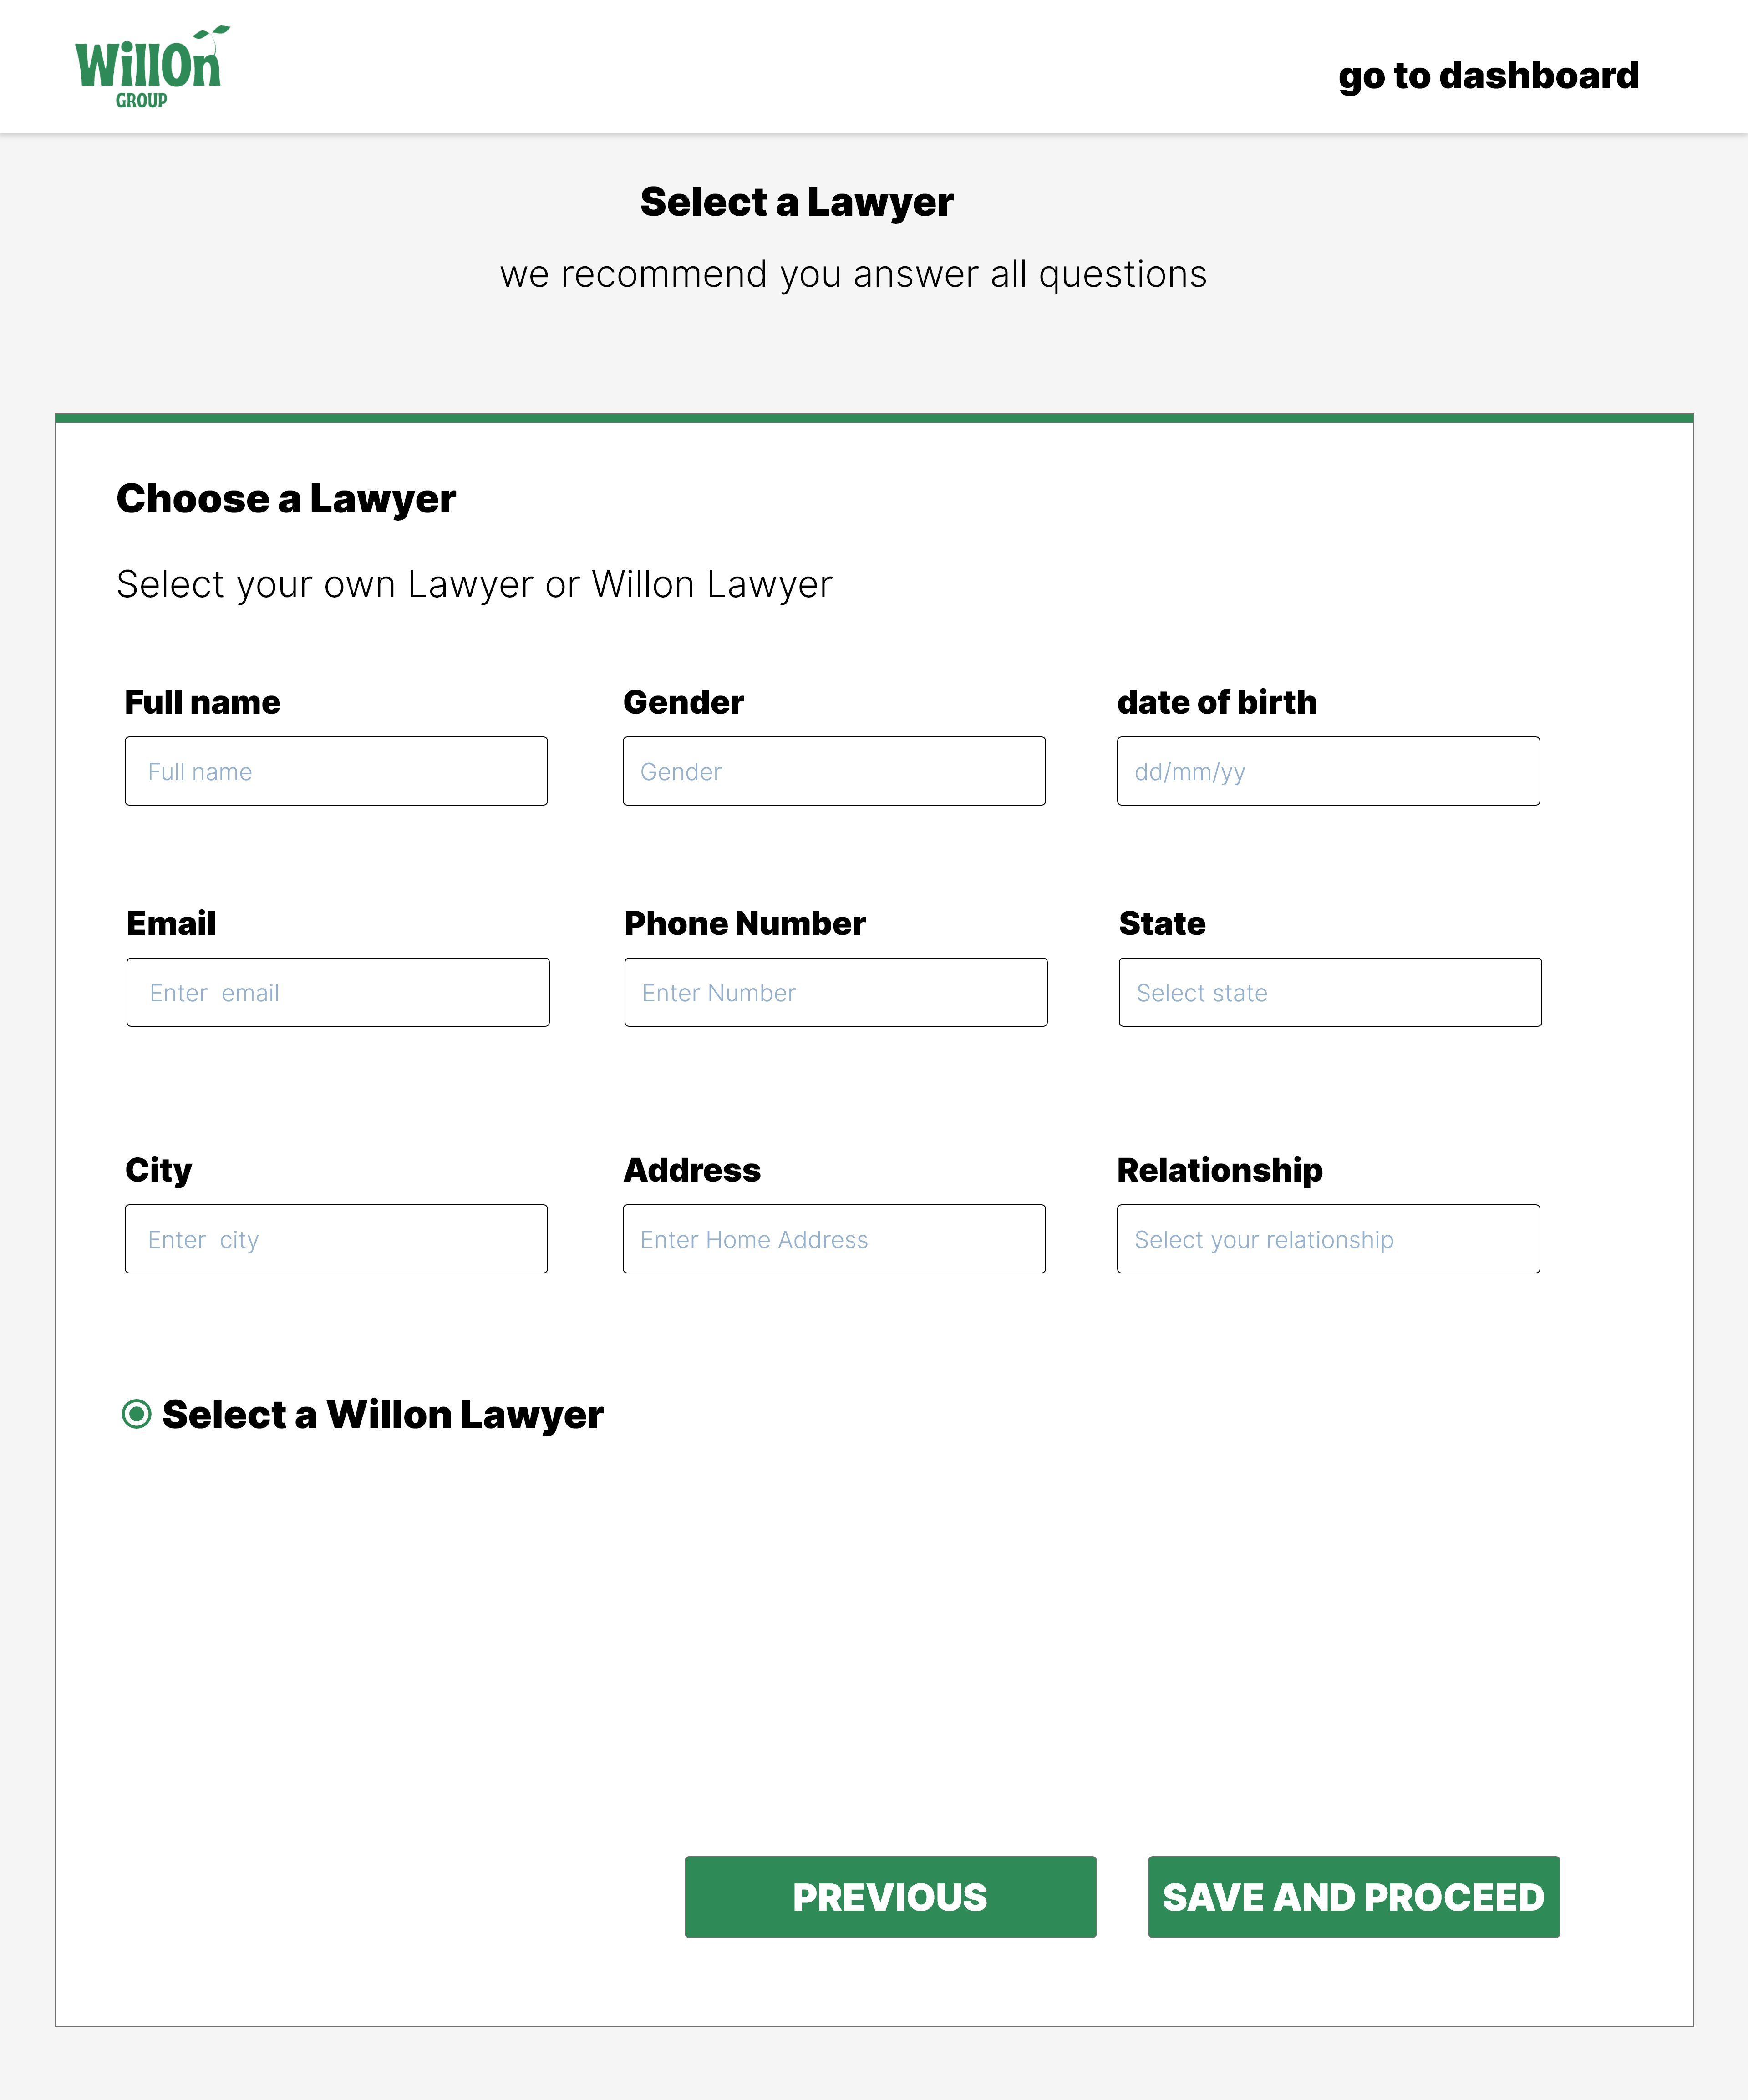 WillOn
GROUP
go to dashboard
Select a Lawyer
we recommend you answer all questions
Choose a Lawyer
Select your own Lawyer or Willon Lawyer
Full name Gender date of birth
Full name Gender dd/mm/yy
Email Phone Number State
Enter  email Enter Number Select state
City Address Relationship
Enter  city Enter Home Address Select your relationship
Select a Willon Lawyer
PREVIOUS SAVE AND PROCEED